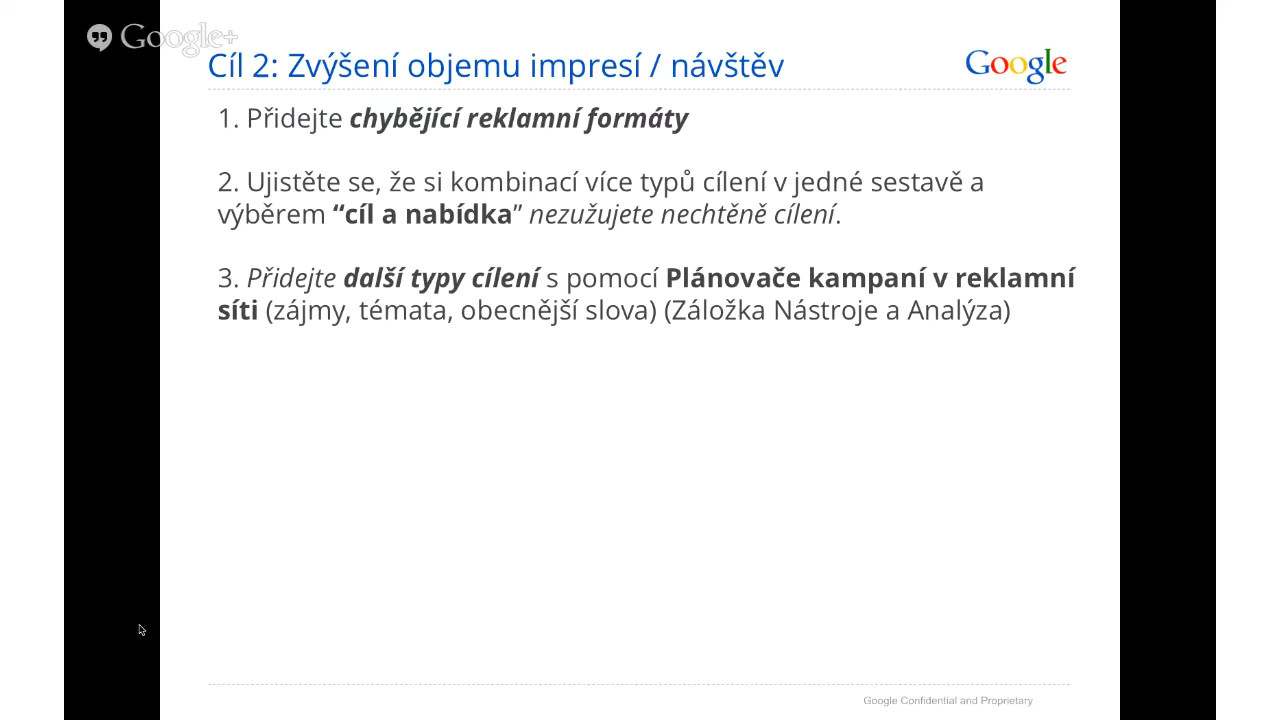 Google+
Cíl 2: Zvýšení objemu impresí / návštěv
Google
1. Přidejte chybějící reklamní formáty
2. Ujistěte se, že si kombinací více typů cílení v jedné sestavě a
výběrem “cíl a nabídka” nezužujete nechtěně cílení.
3. Přidejte další typy cílení s pomocí Plánovače kampaní v reklamní
síti (zájmy, témata, obecnější slova) (Záložka Nástroje a Analýza)
Google Confidential and Proprietary